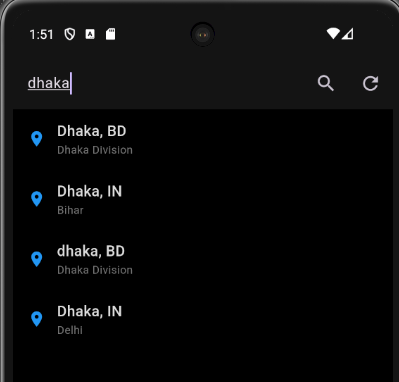 1:51
dhaka
Dhaka, BD
Dhaka Division
Dhaka, IN
Bihar
dhaka, BD
Dhaka Division
Dhaka, IN
Delhi